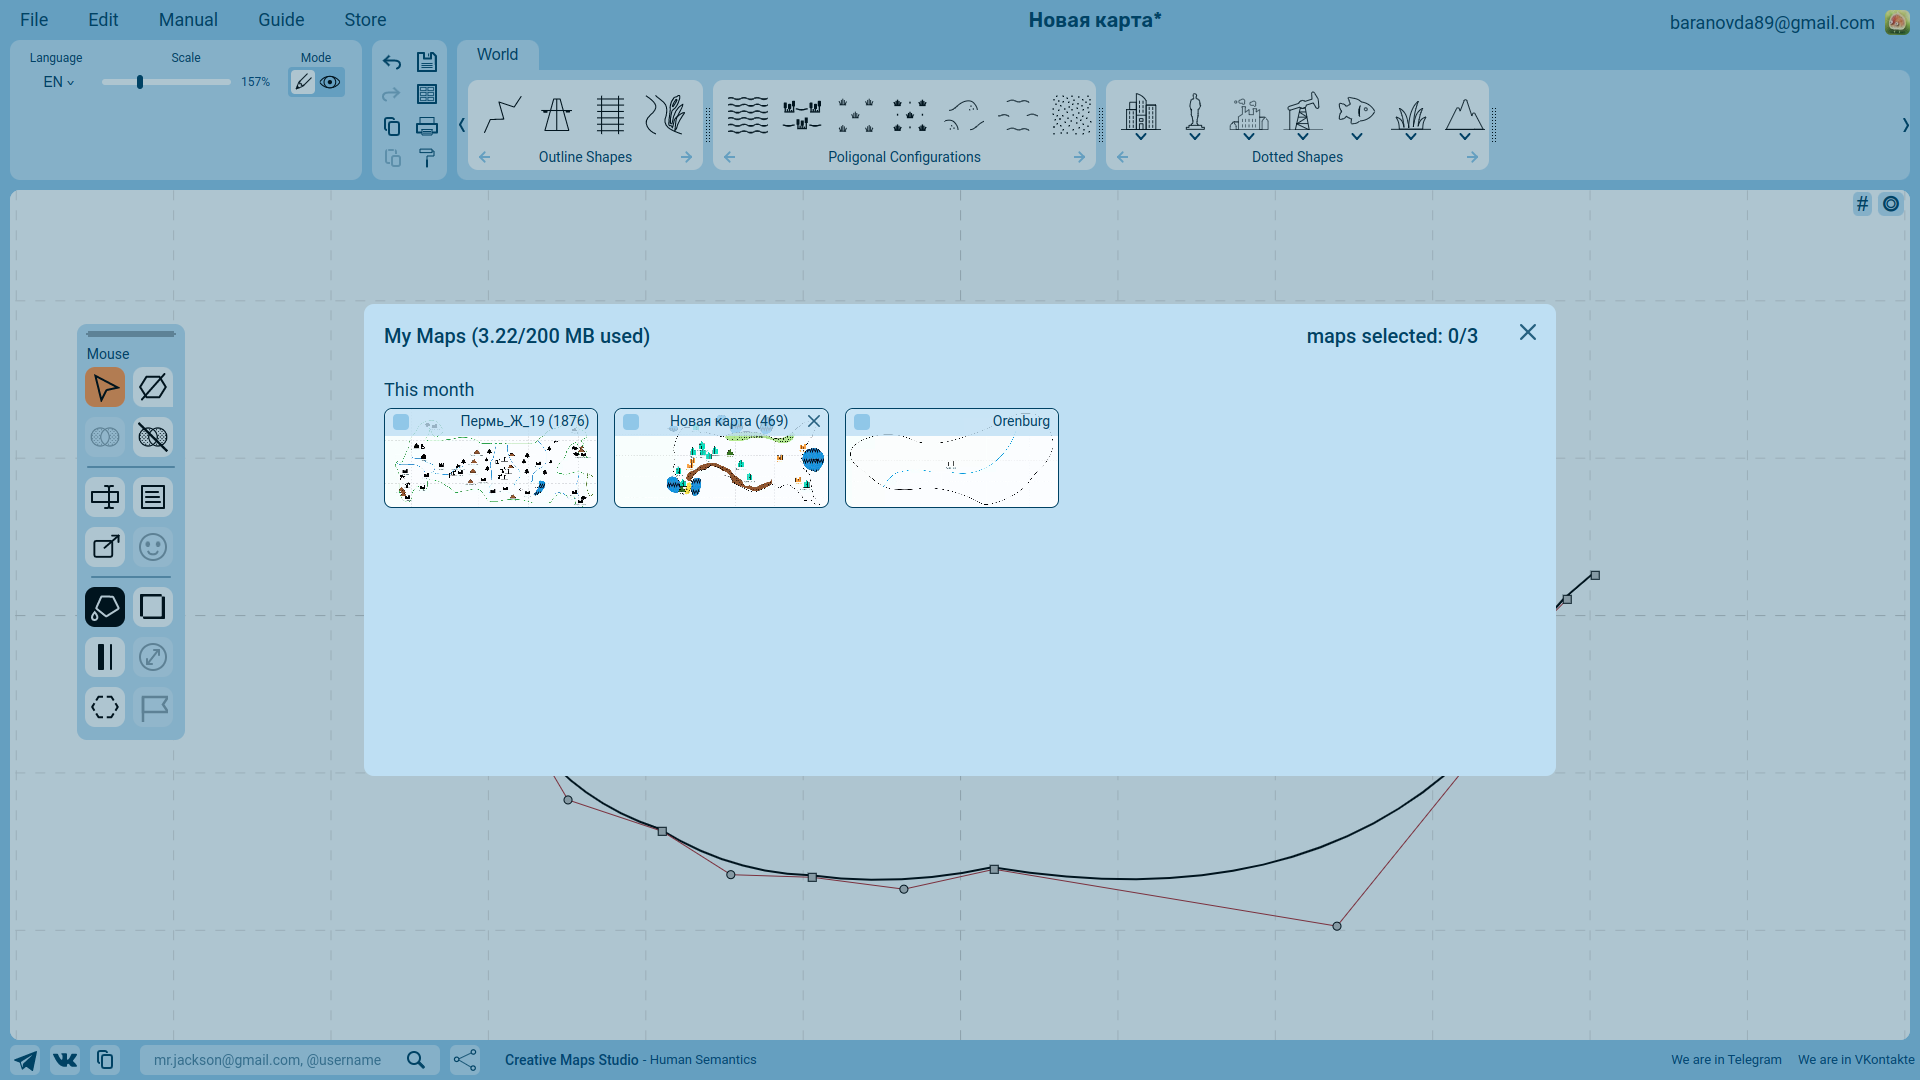 File Edit Manual Guide Store
Новая карта*
baranovda89@gmail.com
Language Scale Mode
EN 157%
World
Outline Shapes
Poligonal Configurations
Dotted Shapes
#
Mouse
My Maps (3.22/200 MB used)
maps selected: 0/3
This month
Пермь_Ж_19 (1876)
Новая карта (469)
Orenburg
mr.jackson@gmail.com, @username
Creative Maps Studio - Human Semantics
We are in Telegram We are in VKontakte